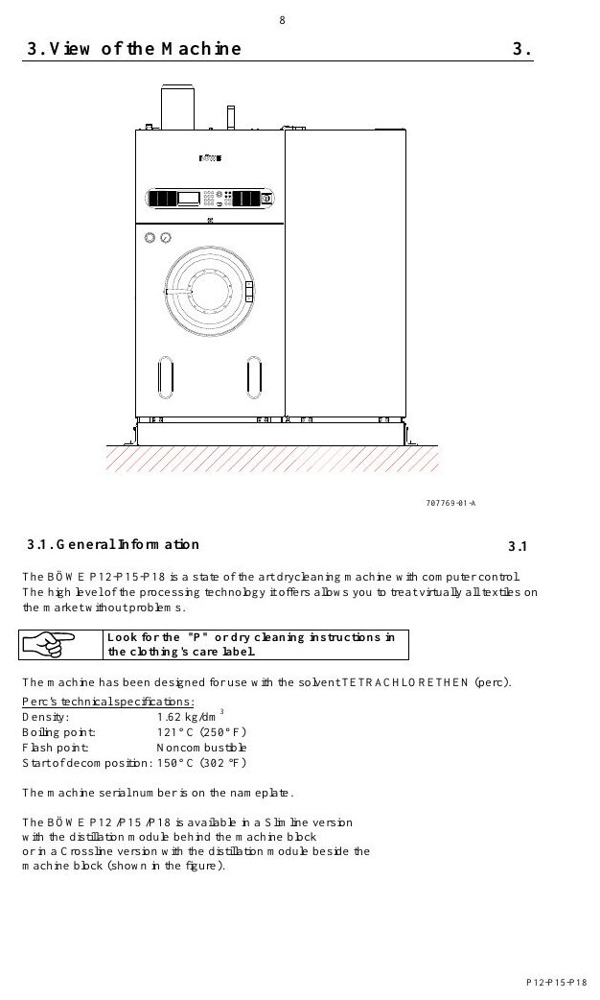 8
3. View of the Machine 3.
BÖWE
707769-01-A
3.1. General Information 3.1
The BÖWE P12-P15-P18 is a state of the art drycleaning machine with computer control.
The high level of the processing technology it offers allows you to treat virtually all textiles on
the market without problems.
Look for the "P" or dry cleaning instructions in
the clothing's care label.
The machine has been designed for use with the solvent TETRACHLORETHEN (perc).
Perc's technical specifications:
Density: 1.62 kg/dm³
Boiling point: 121°C (250°F)
Flash point: Noncombustible
Start of decomposition: 150°C (302°F)
The machine serial number is on the nameplate.
The BÖWE P12/P15/P18 is available in a Slimline version
with the distillation module behind the machine block
or in a Crossline version with the distillation module beside the
machine block (shown in the figure).
P12-P15-P18